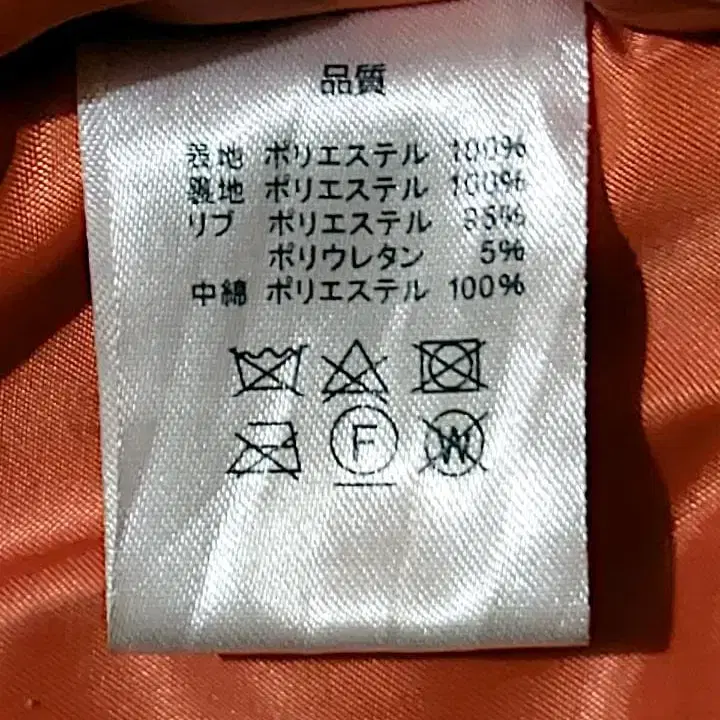 品質
表地 ポリエステル 100%
裏地 ポリエステル 100%
リブ ポリエステル 95%
ポリウレタン 5%
中綿 ポリエステル 100%
F
W